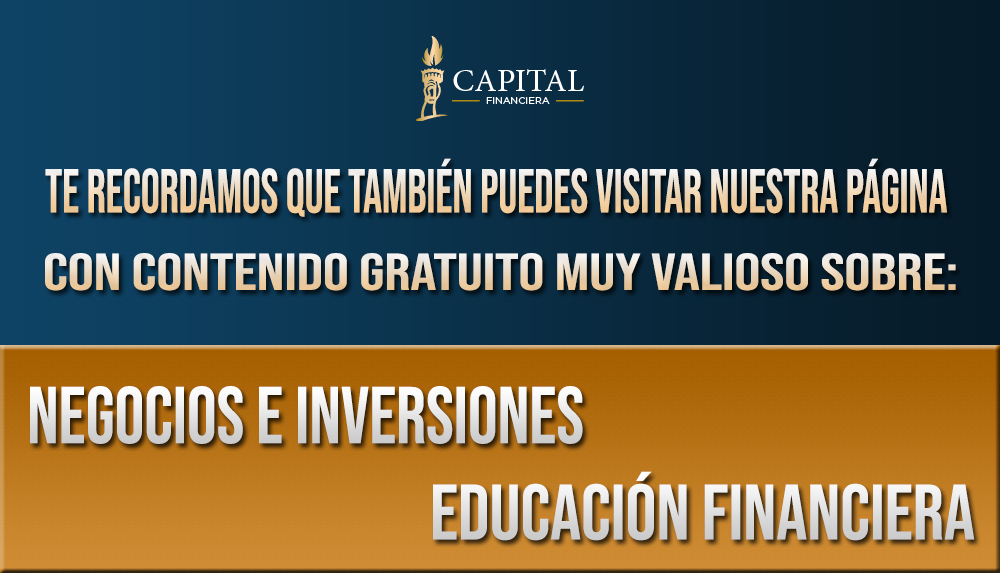 CAPITAL
FINANCIERA
TE RECORDAMOS QUE TAMBIÉN PUEDES VISITAR NUESTRA PÁGINA
CON CONTENIDO GRATUITO MUY VALIOSO SOBRE:
NEGOCIOS E INVERSIONES
EDUCACIÓN FINANCIERA